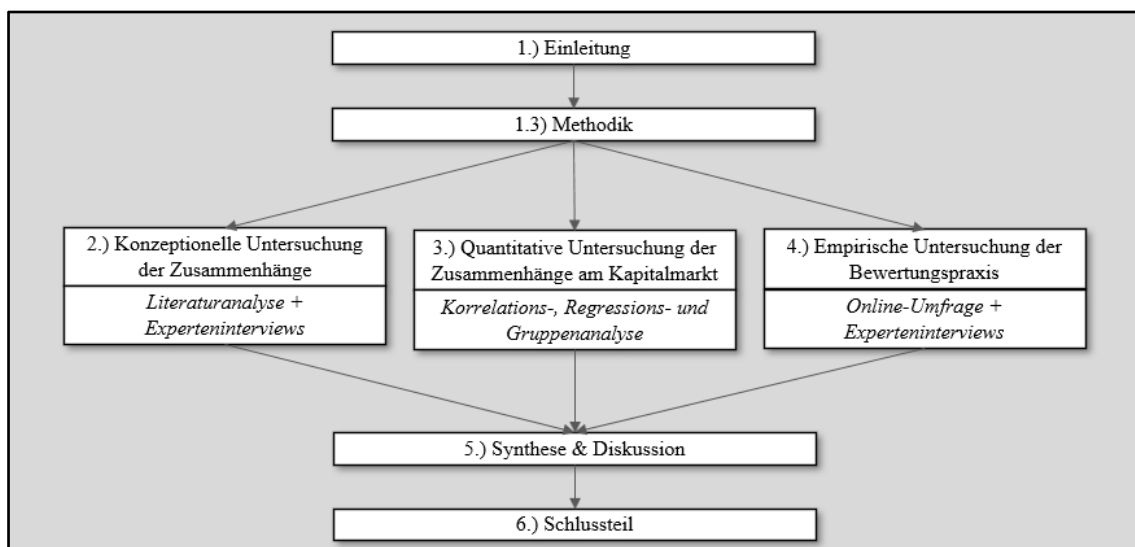 1.) Einleitung
1.3) Methodik
2.) Konzeptionelle Untersuchung
der Zusammenhänge
Literaturanalyse +
Experteninterviews
3.) Quantitative Untersuchung der
Zusammenhänge am Kapitalmarkt
Korrelations-, Regressions- und
Gruppenanalyse
4.) Empirische Untersuchung der
Bewertungspraxis
Online-Umfrage +
Experteninterviews
5.) Synthese & Diskussion
6.) Schlussteil